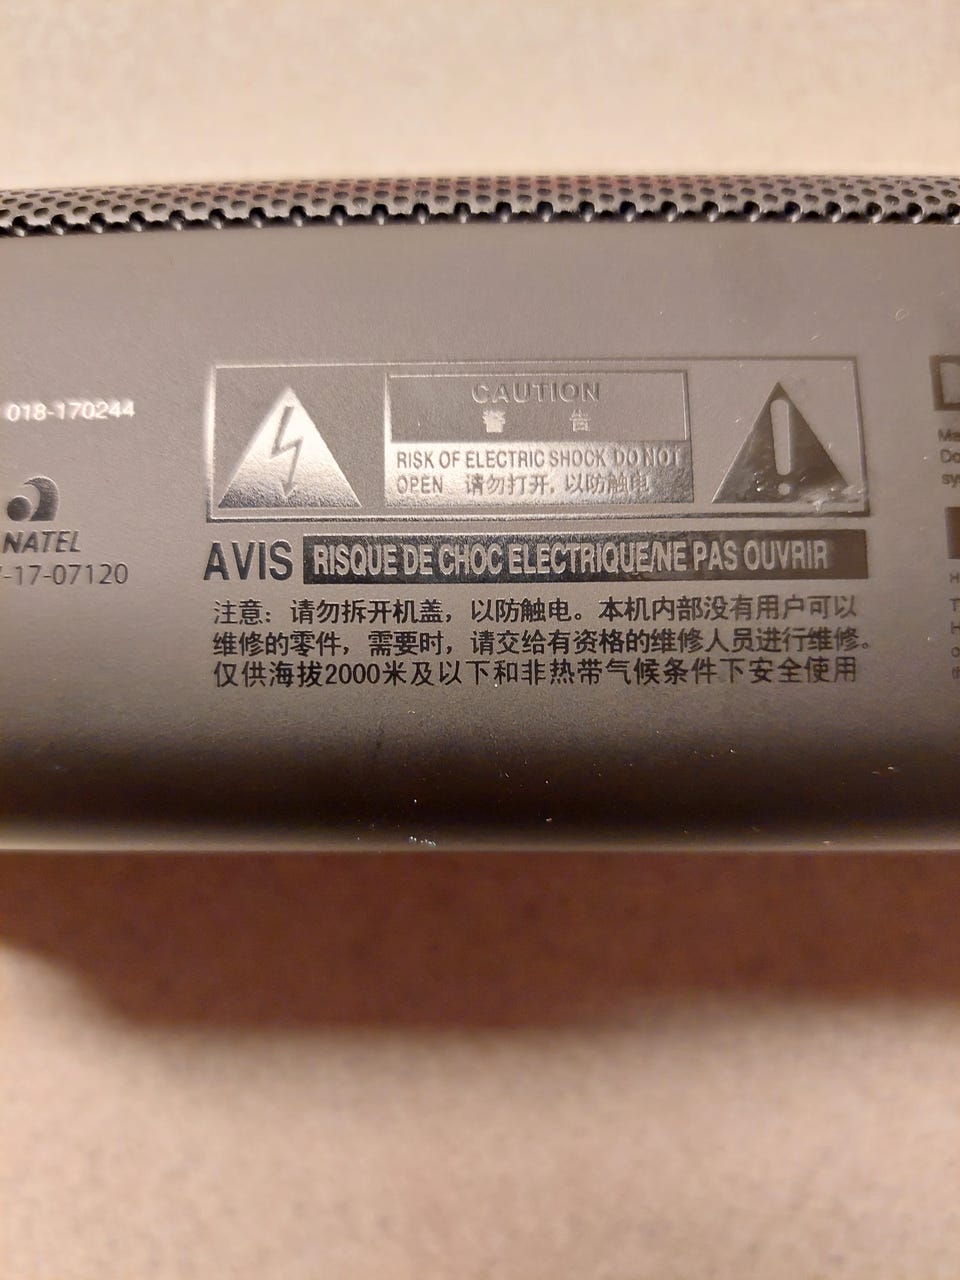 018-170244
NATEL
-17-07120
CAUTION
警 告
RISK OF ELECTRIC SHOCK DO NOT
OPEN 请勿打开，以防触电
AVIS RISQUE DE CHOC ELECTRIQUE/NE PAS OUVRIR
注意：请勿拆开机盖，以防触电。本机内部没有用户可以
维修的零件，需要时，请交给有资格的维修人员进行维修。
仅供海拔2000米及以下和非热带气候条件下安全使用